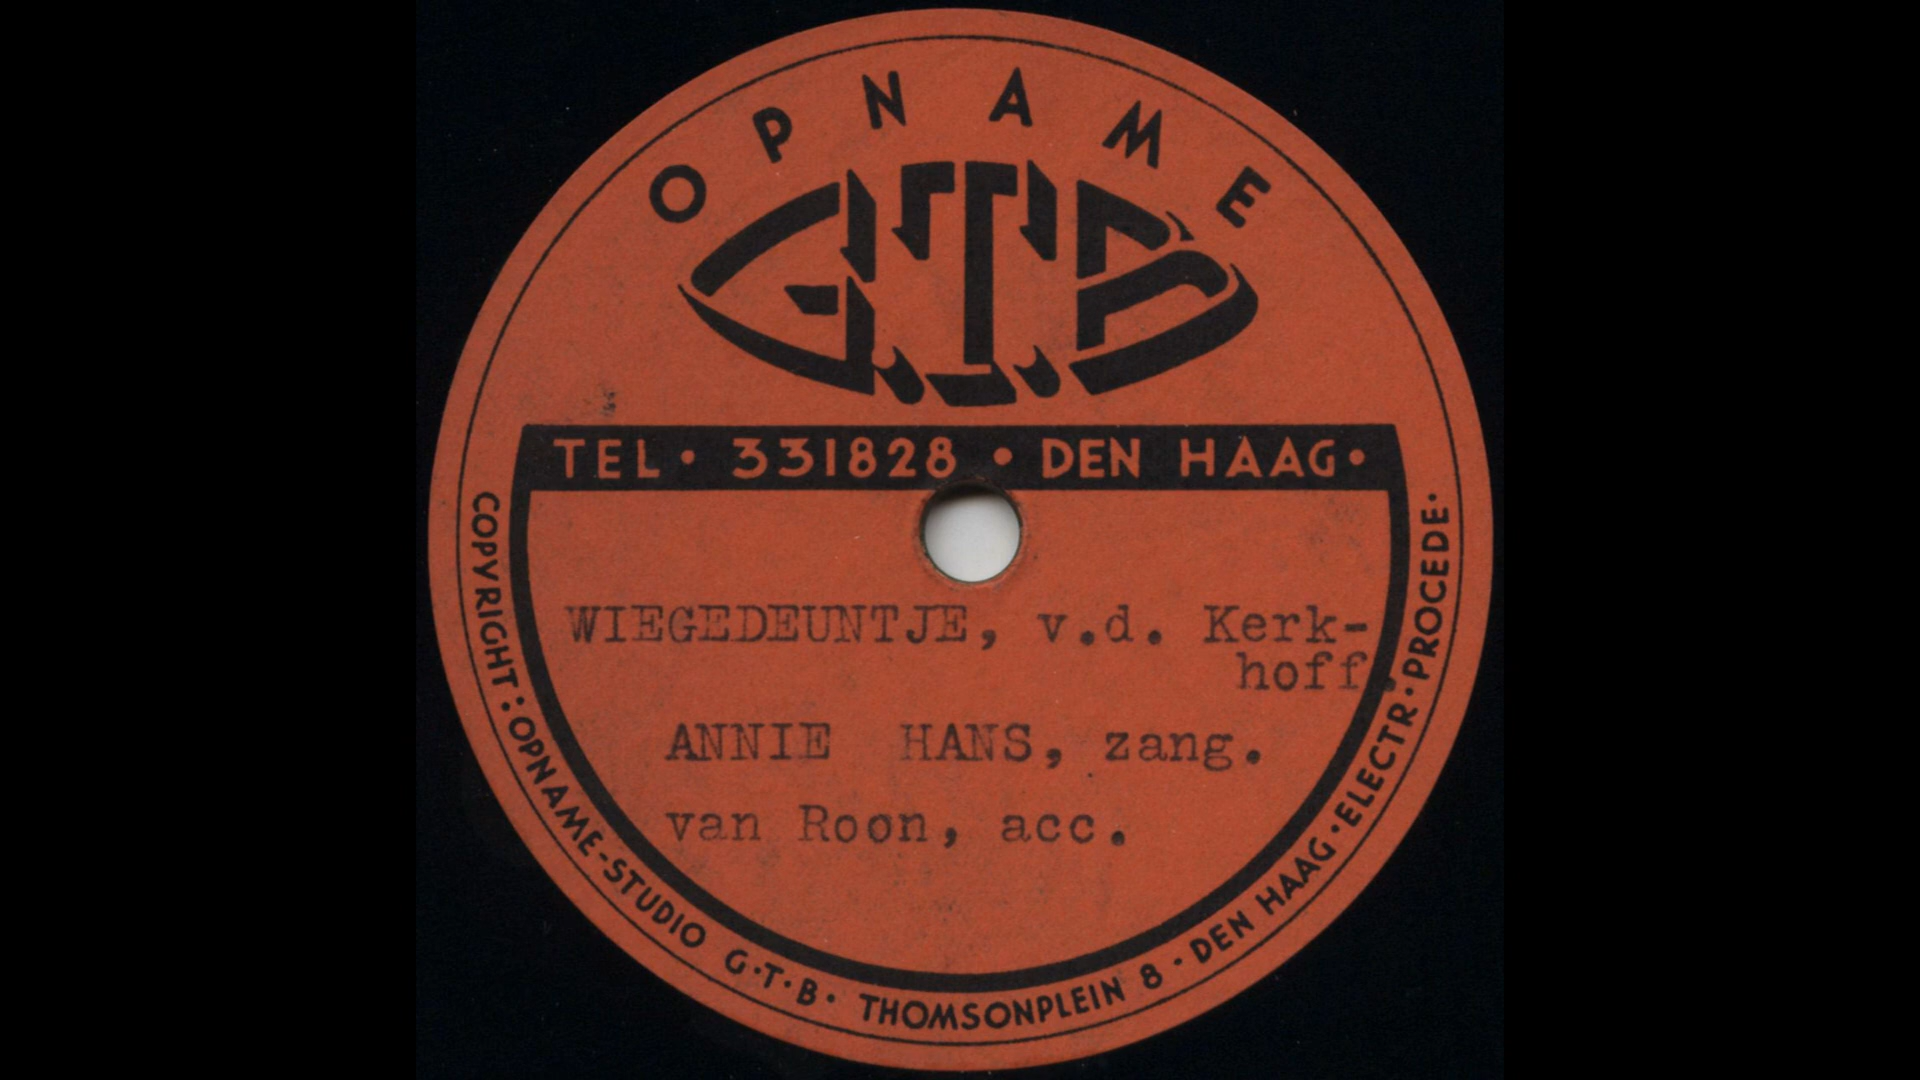 OPNAME
G.T.B
TEL • 331828 • DEN HAAG •
WIEGEDEUNTJE, v.d. Kerk-
hoff.
ANNIE HANS, zang.
van Roon, acc.
COPYRIGHT: OPNAME-STUDIO G•T•B• THOMSONPLEIN 8 • DEN HAAG • ELECTR • PROCEDE •